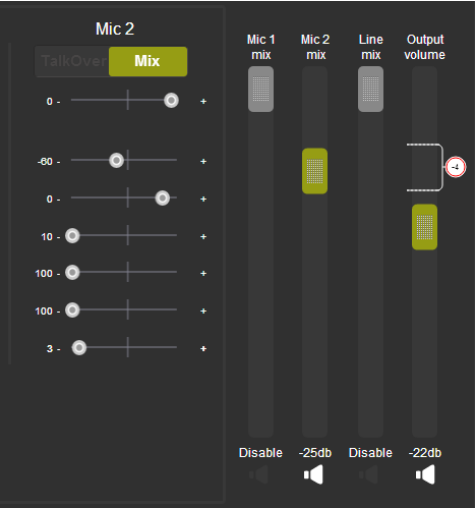 Mic 2
TalkOver Mix
0 - +
-60 - +
0 - +
10 - +
100 - +
100 - +
3 - +
Mic 1 mix
Mic 2 mix
Line mix
Output volume
Disable -25db Disable -22db